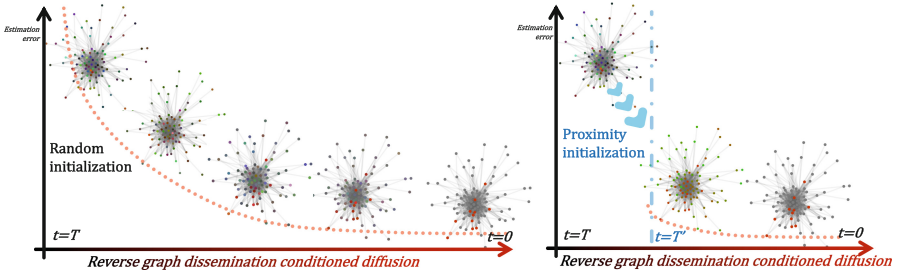 Estimation
error
Random
initialization
t=T
t=0
Reverse graph dissemination conditioned diffusion
Estimation
error
Proximity
initialization
t=T
t=T'
t=0
Reverse graph dissemination conditioned diffusion